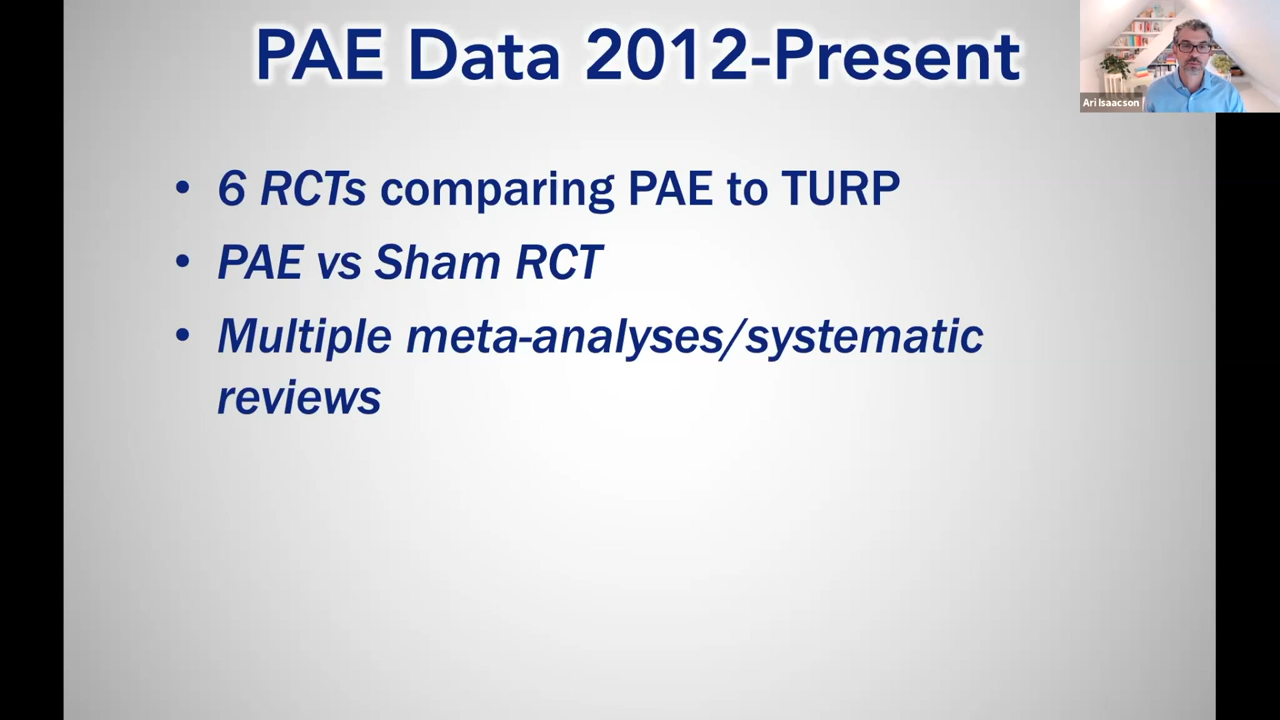 PAE Data 2012-Present
Ari Isaacson
• 6 RCTs comparing PAE to TURP
• PAE vs Sham RCT
• Multiple meta-analyses/systematic
reviews